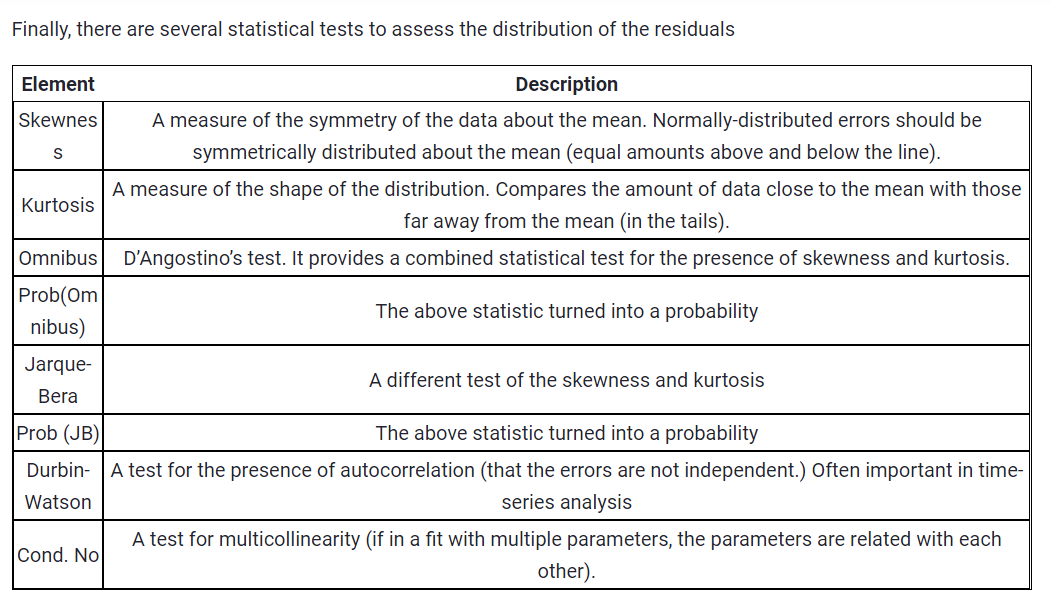 Finally, there are several statistical tests to assess the distribution of the residuals
Element
Description
Skewnes
s
A measure of the symmetry of the data about the mean. Normally-distributed errors should be
symmetrically distributed about the mean (equal amounts above and below the line).
Kurtosis
A measure of the shape of the distribution. Compares the amount of data close to the mean with those
far away from the mean (in the tails).
Omnibus
D’Angostino’s test. It provides a combined statistical test for the presence of skewness and kurtosis.
Prob(Om
nibus)
The above statistic turned into a probability
Jarque-
Bera
A different test of the skewness and kurtosis
Prob (JB)
The above statistic turned into a probability
Durbin-
Watson
A test for the presence of autocorrelation (that the errors are not independent.) Often important in time-
series analysis
Cond. No
A test for multicollinearity (if in a fit with multiple parameters, the parameters are related with each
other).